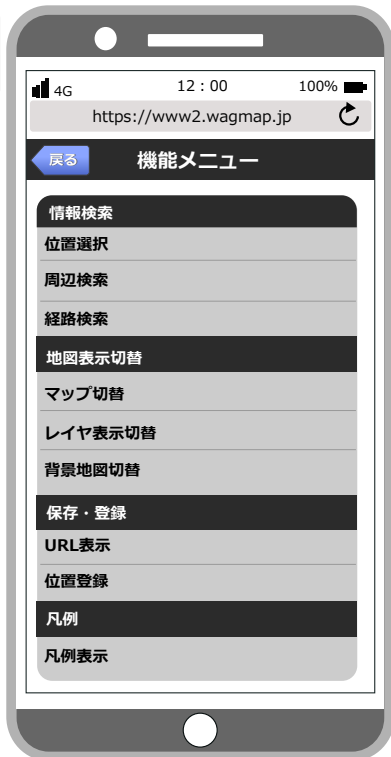 4G 12：00 100%
https://www2.wagmap.jp
戻る 機能メニュー
情報検索
位置選択
周辺検索
経路検索
地図表示切替
マップ切替
レイヤ表示切替
背景地図切替
保存・登録
URL表示
位置登録
凡例
凡例表示